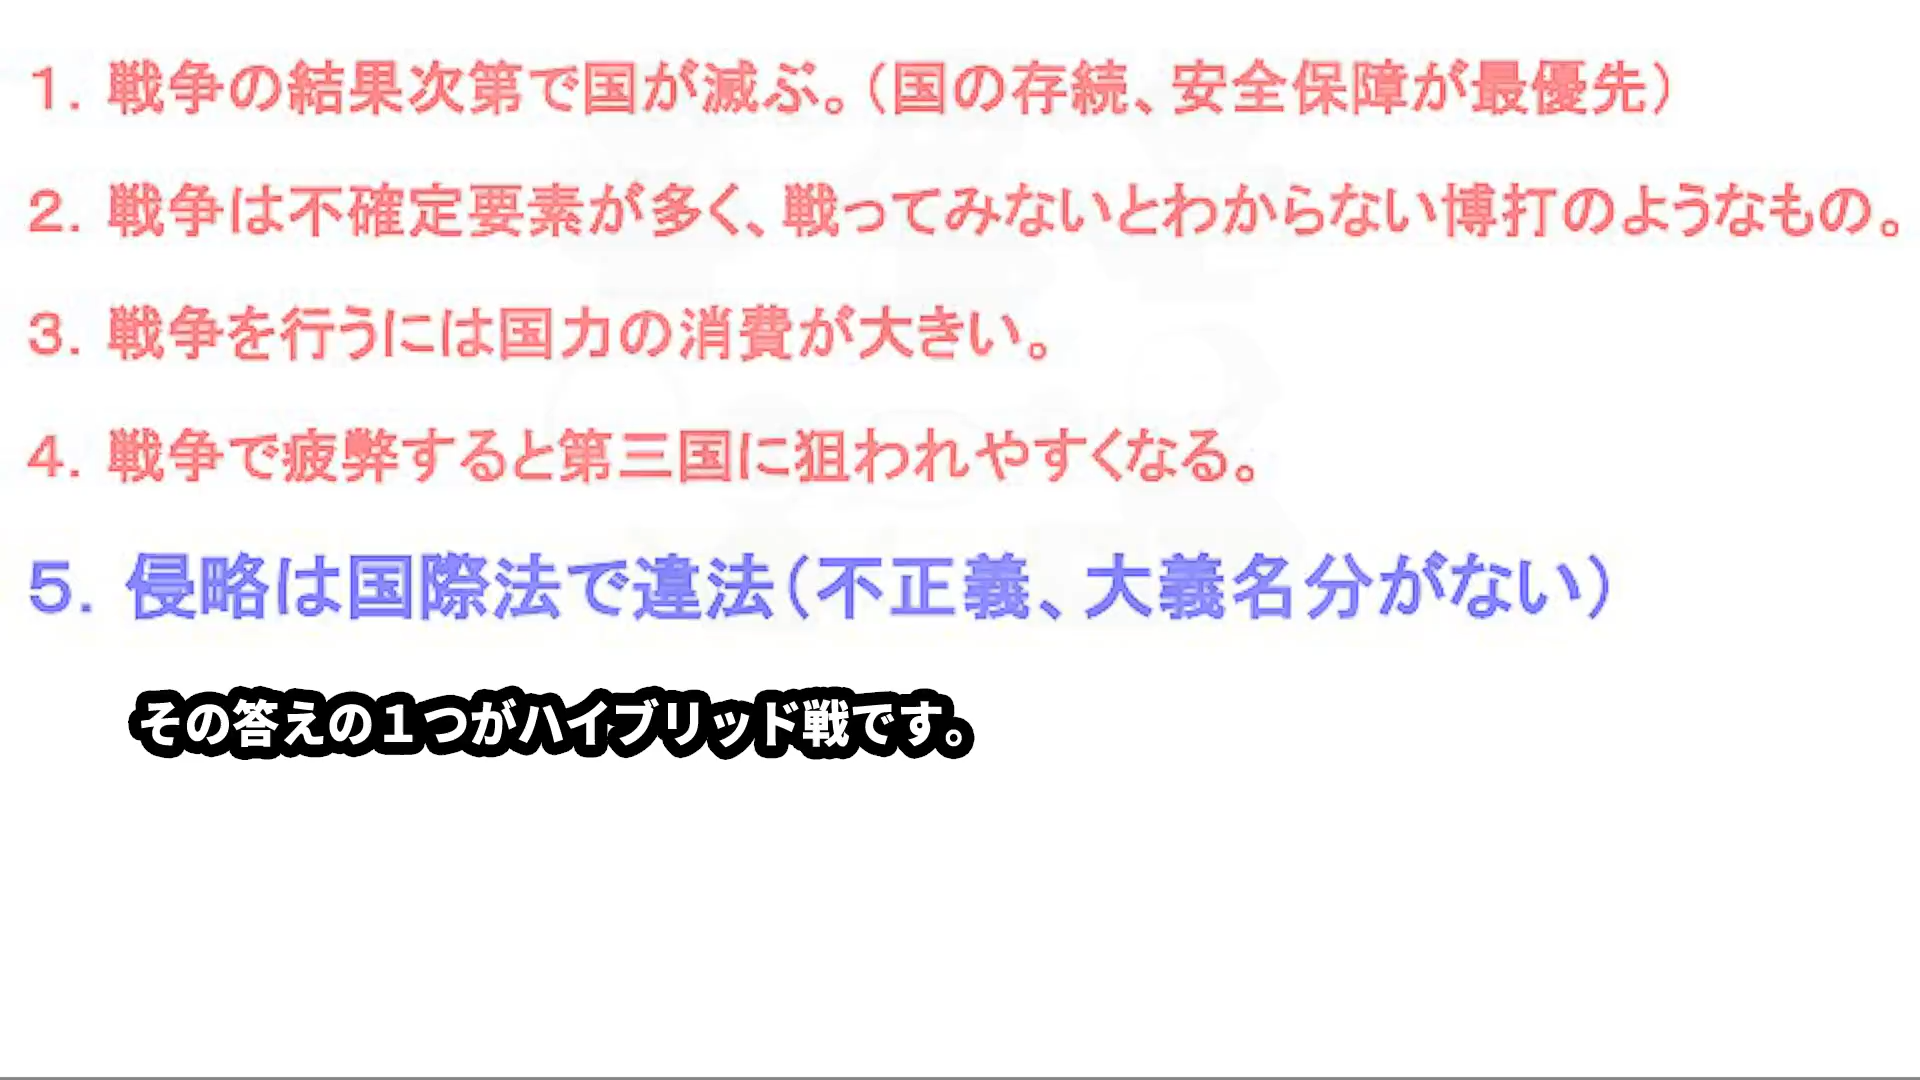 1. 戦争の結果次第で国が滅ぶ。（国の存続、安全保障が最優先）
2. 戦争は不確定要素が多く、戦ってみないとわからない博打のようなもの。
3. 戦争を行うには国力の消費が大きい。
4. 戦争で疲弊すると第三国に狙われやすくなる。
5. 侵略は国際法で違法（不正義、大義名分がない）
その答えの１つがハイブリッド戦です。